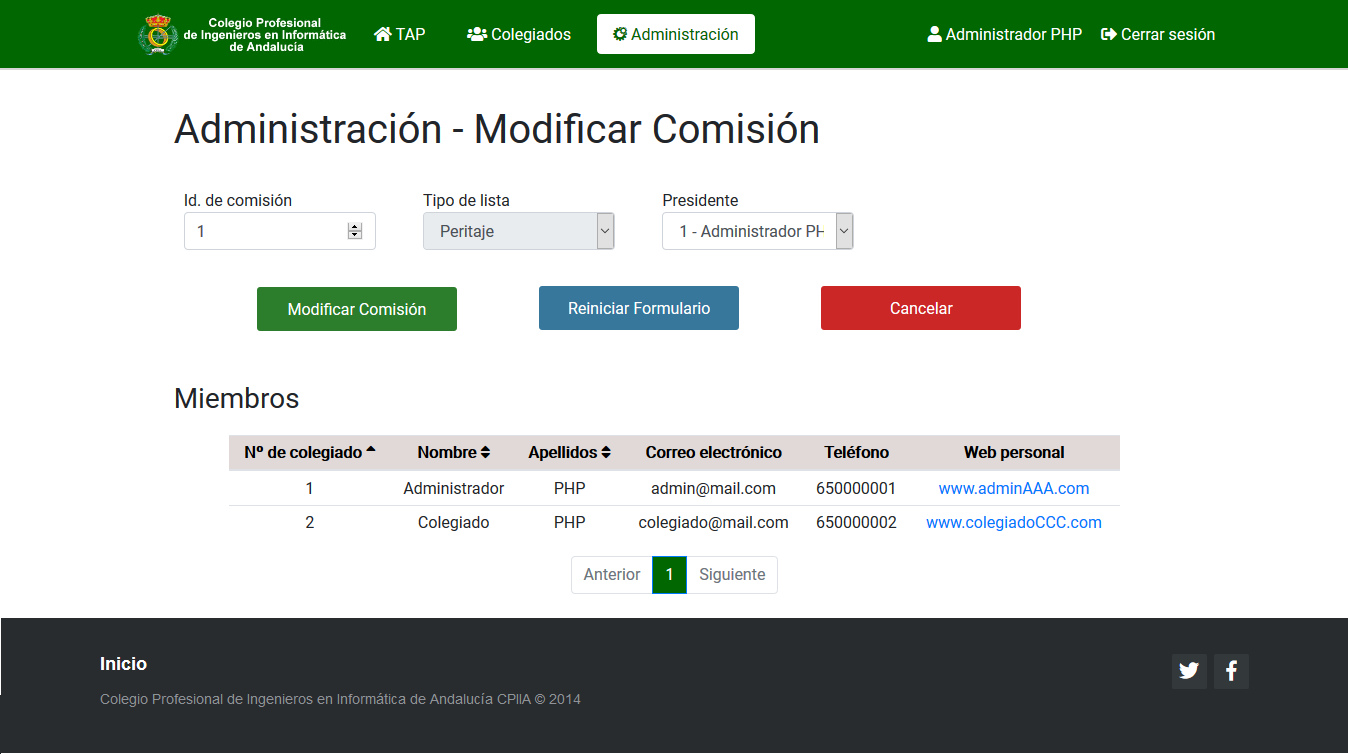 Colegio Profesional
de Ingenieros en Informática
de Andalucía
TAP
Colegiados
Administración
Administrador PHP
Cerrar sesión
Administración - Modificar Comisión
Id. de comisión
Tipo de lista
Presidente
1
Peritaje
1 - Administrador PH
Modificar Comisión
Reiniciar Formulario
Cancelar
Miembros
Nº de colegiado Nombre Apellidos Correo electrónico Teléfono Web personal
1 Administrador PHP admin@mail.com 650000001 www.adminAAA.com
2 Colegiado PHP colegiado@mail.com 650000002 www.colegiadoCCC.com
Anterior 1 Siguiente
Inicio
Colegio Profesional de Ingenieros en Informática de Andalucía CPIIA © 2014